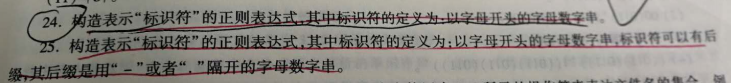 24. 构造表示“标识符”的正则表达式,其中标识符的定义为:以字母开头的字母数字串。
25. 构造表示“标识符”的正则表达式,其中标识符的定义为:以字母开头的字母数字串,标识符可以有后
缀,其后缀是用“－”或者“.”隔开的字母数字串。